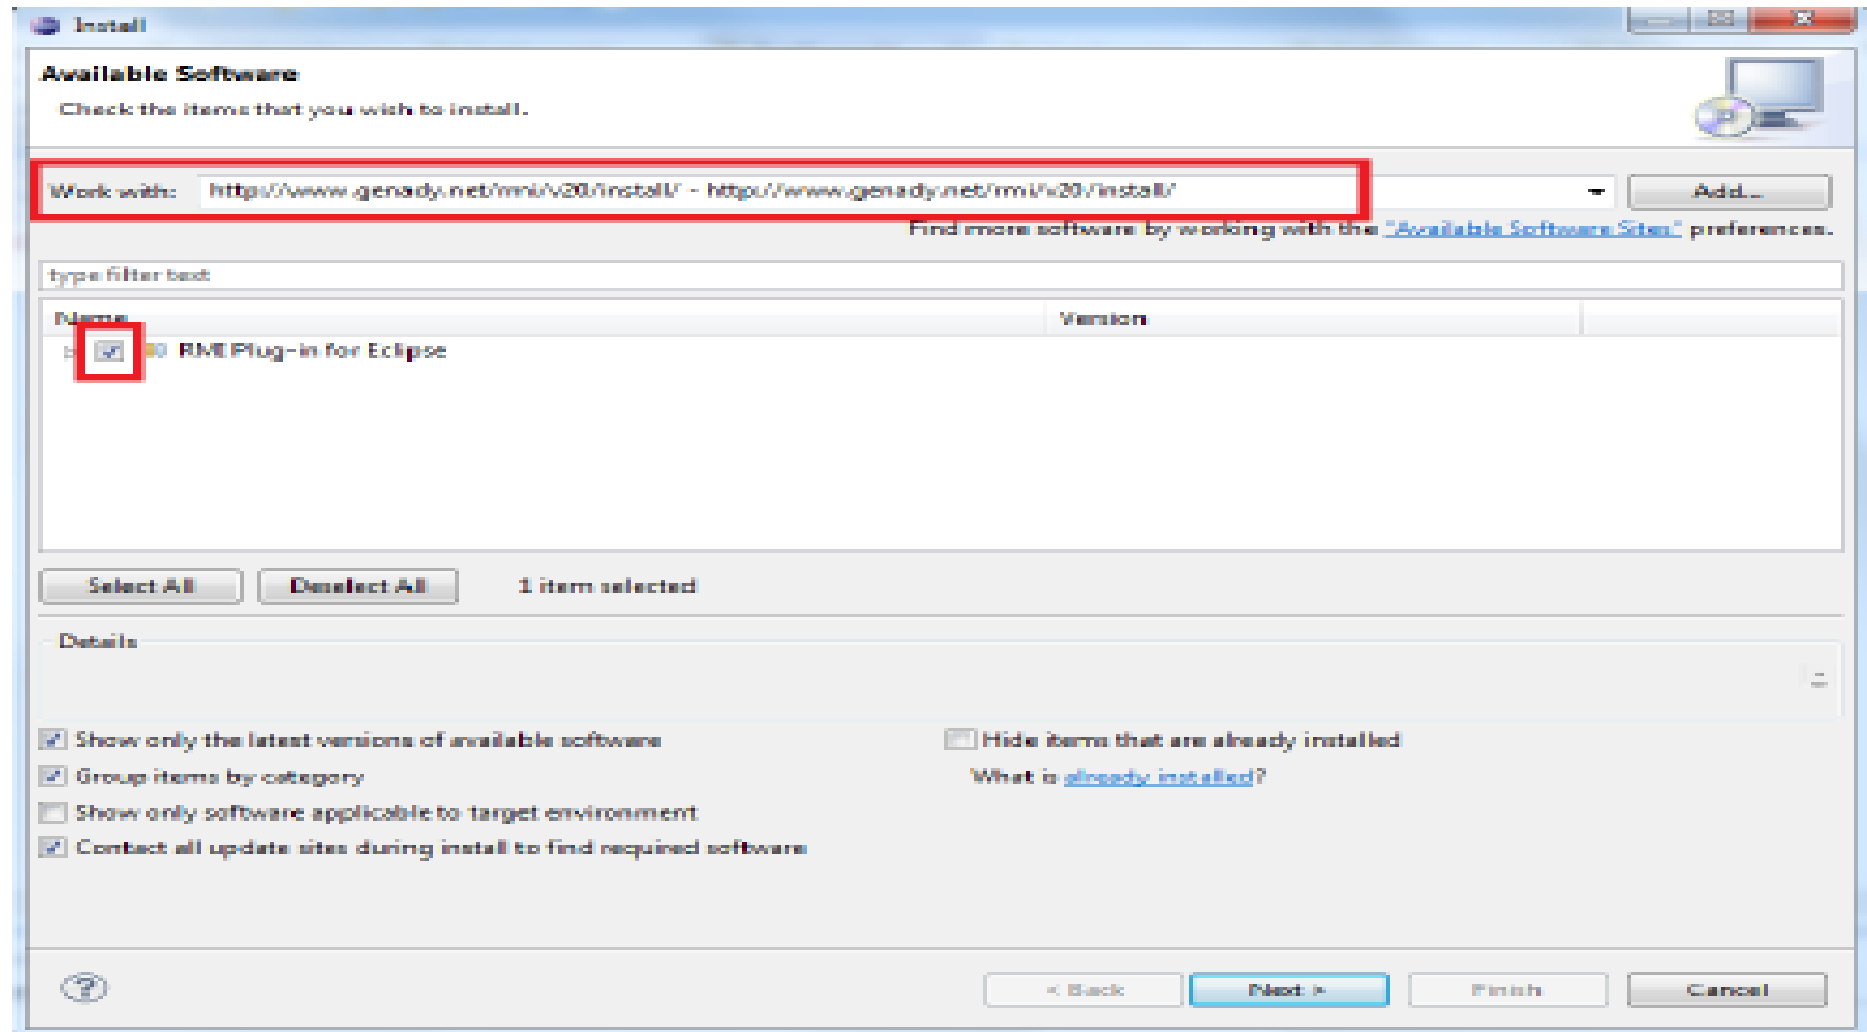 Install
Available Software
Check the items that you wish to install.
Work with: http://www.genady.net/rmi/v20/install/ - http://www.genady.net/rmi/v20/install/ Add...
Find more software by working with the "Available Software Sites" preferences.
type filter text
Name Version
RMI Plug-in for Eclipse
Select All Deselect All 1 item selected
Details
Show only the latest versions of available software Hide items that are already installed
Group items by category What is already installed?
Show only software applicable to target environment
Contact all update sites during install to find required software
? < Back Next > Finish Cancel